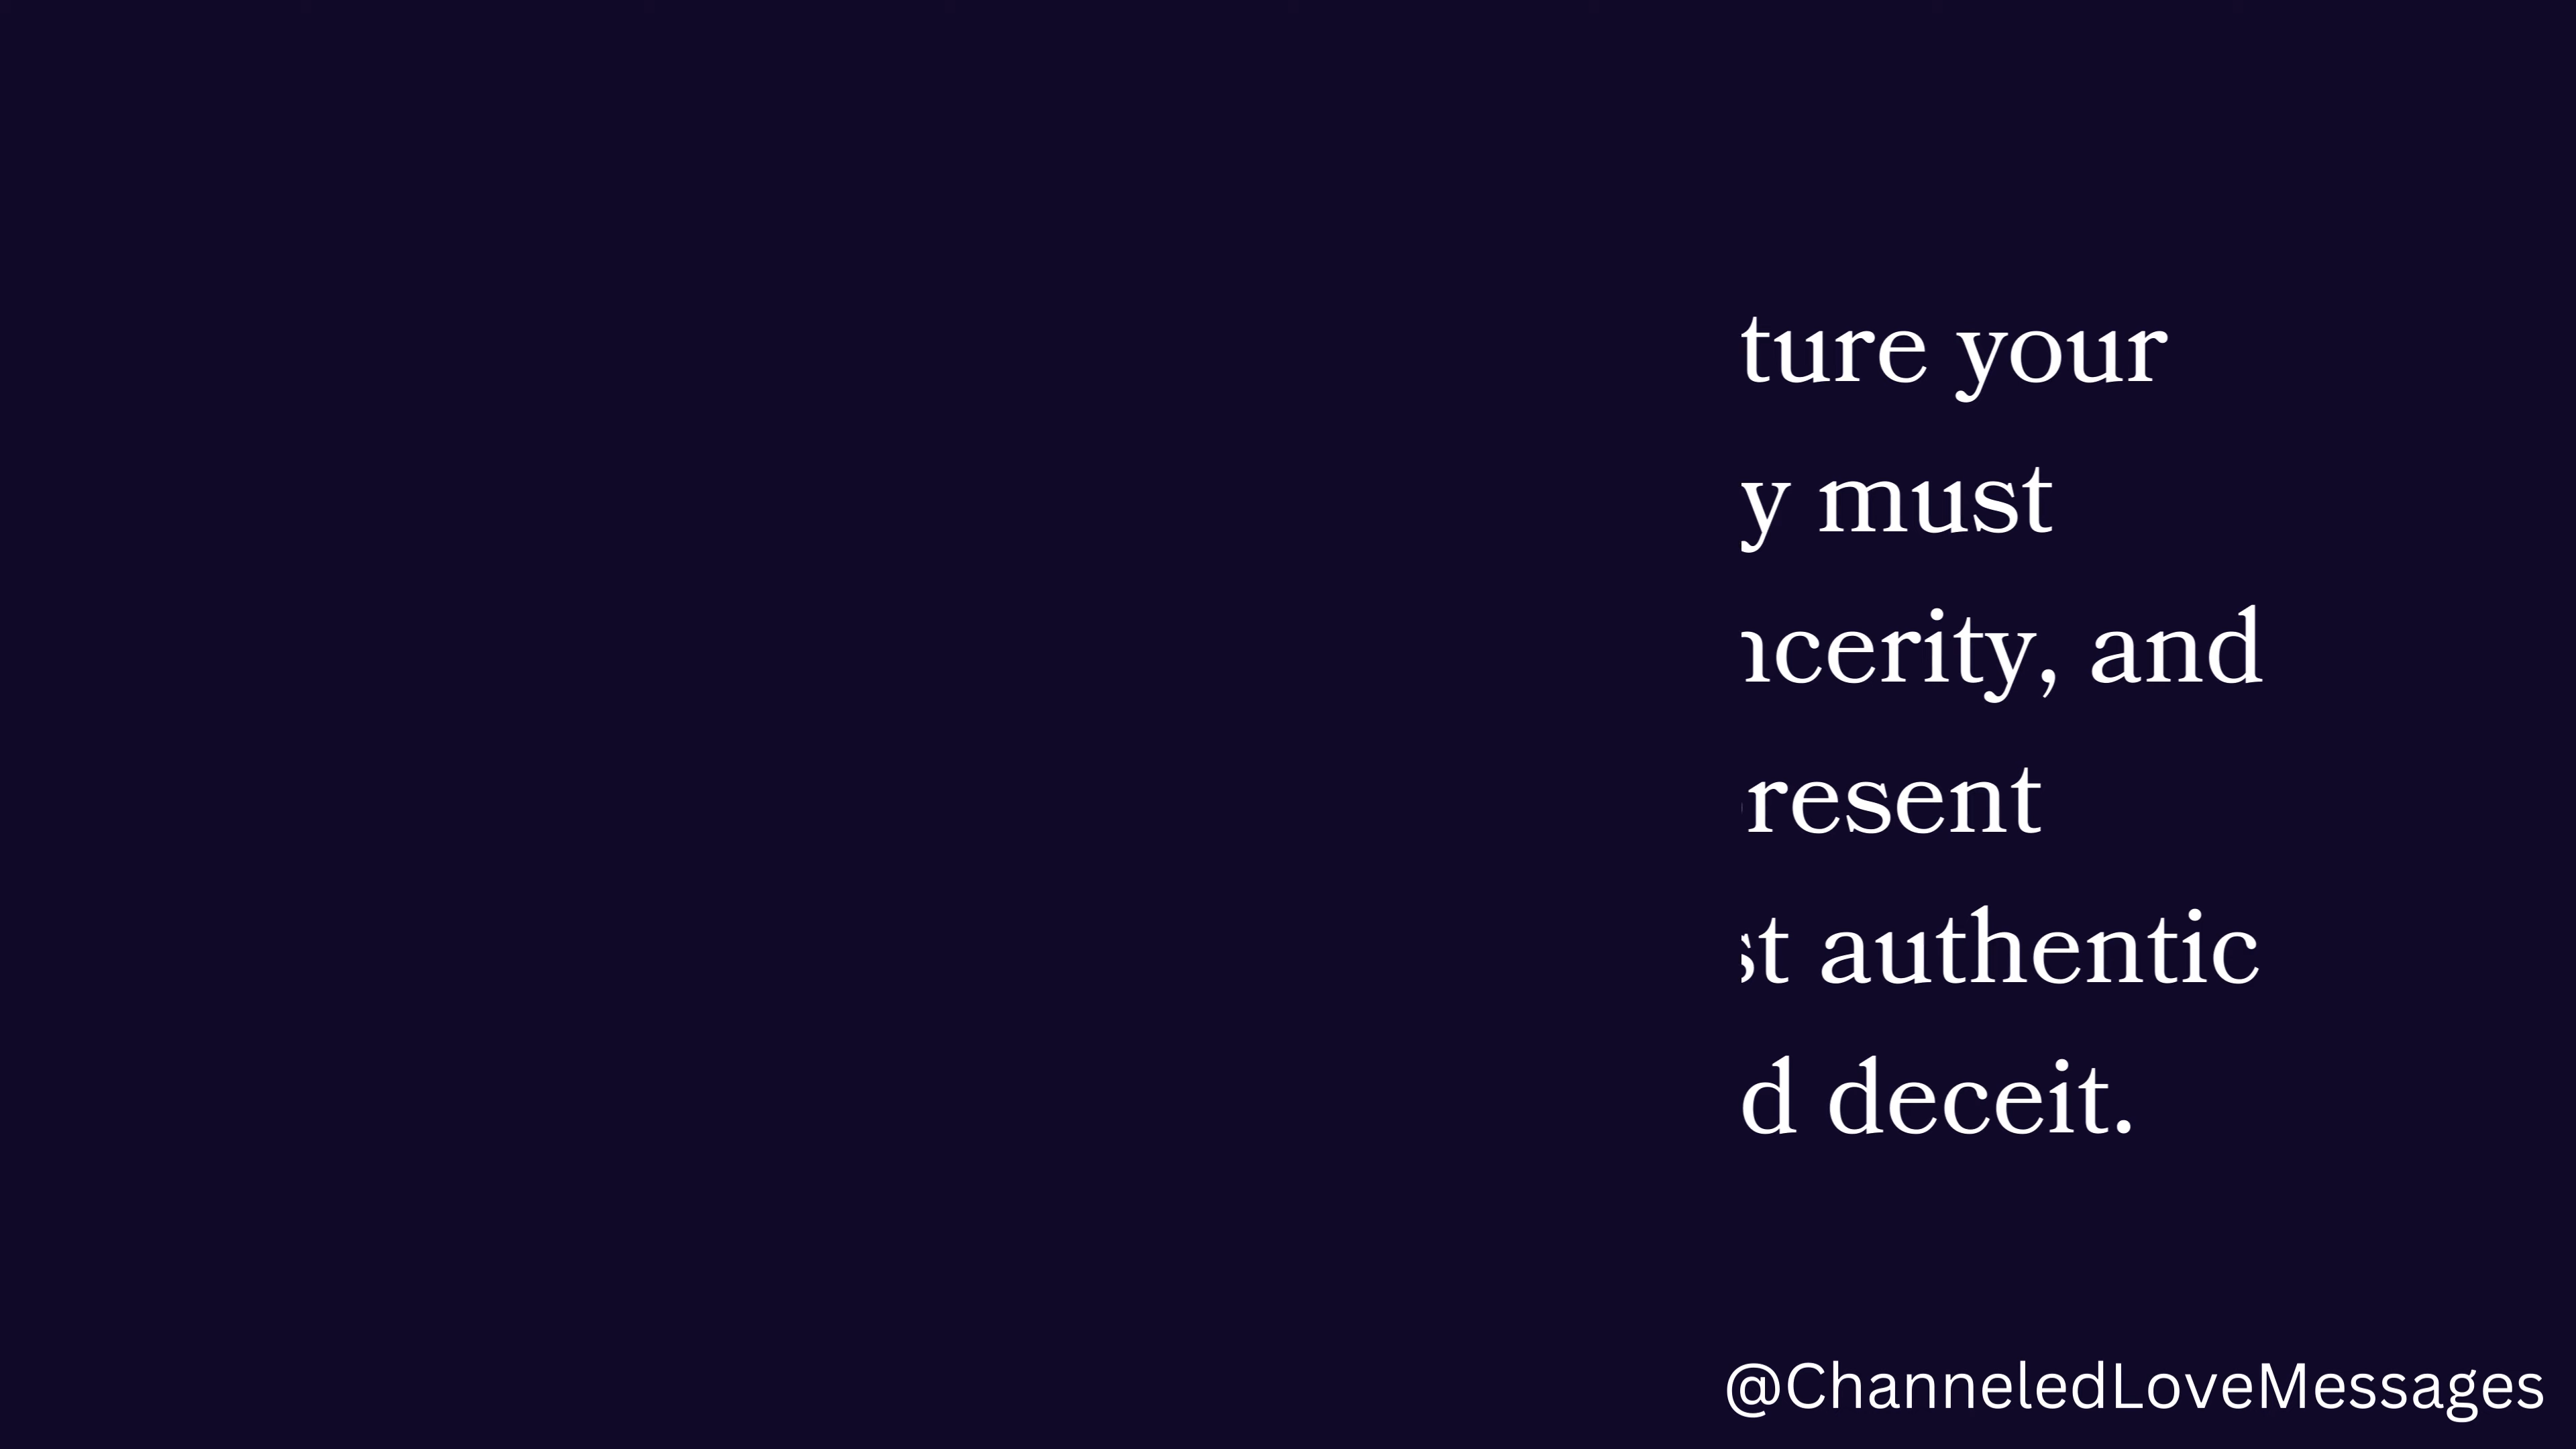 ture your
y must
ncerity, and
resent
st authentic
d deceit.
@ChanneledLoveMessages